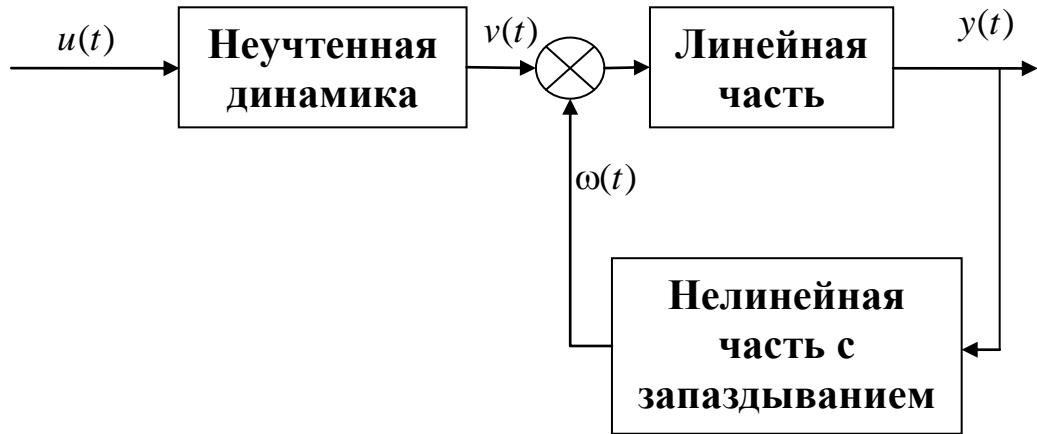 u(t)
Неучтенная
динамика
v(t)
Линейная
часть
y(t)
ω(t)
Нелинейная
часть с
запаздыванием